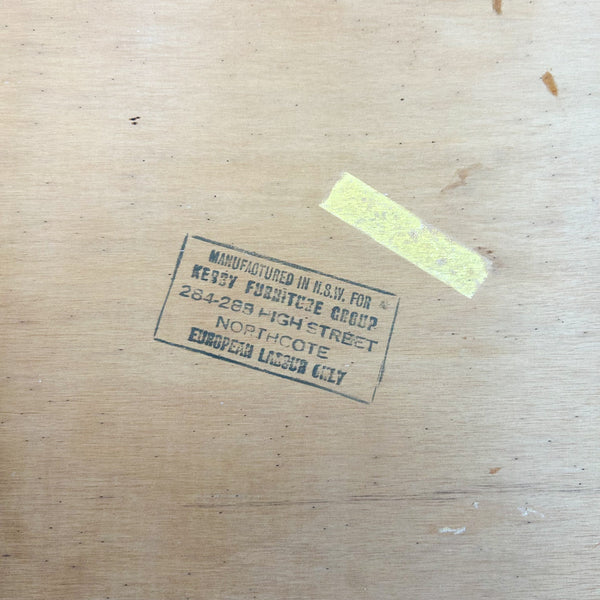 MANUFACTURED IN N.S.W. FOR
KERBY FURNITURE GROUP
284-288 HIGH STREET
NORTHCOTE
EUROPEAN LABOUR ONLY